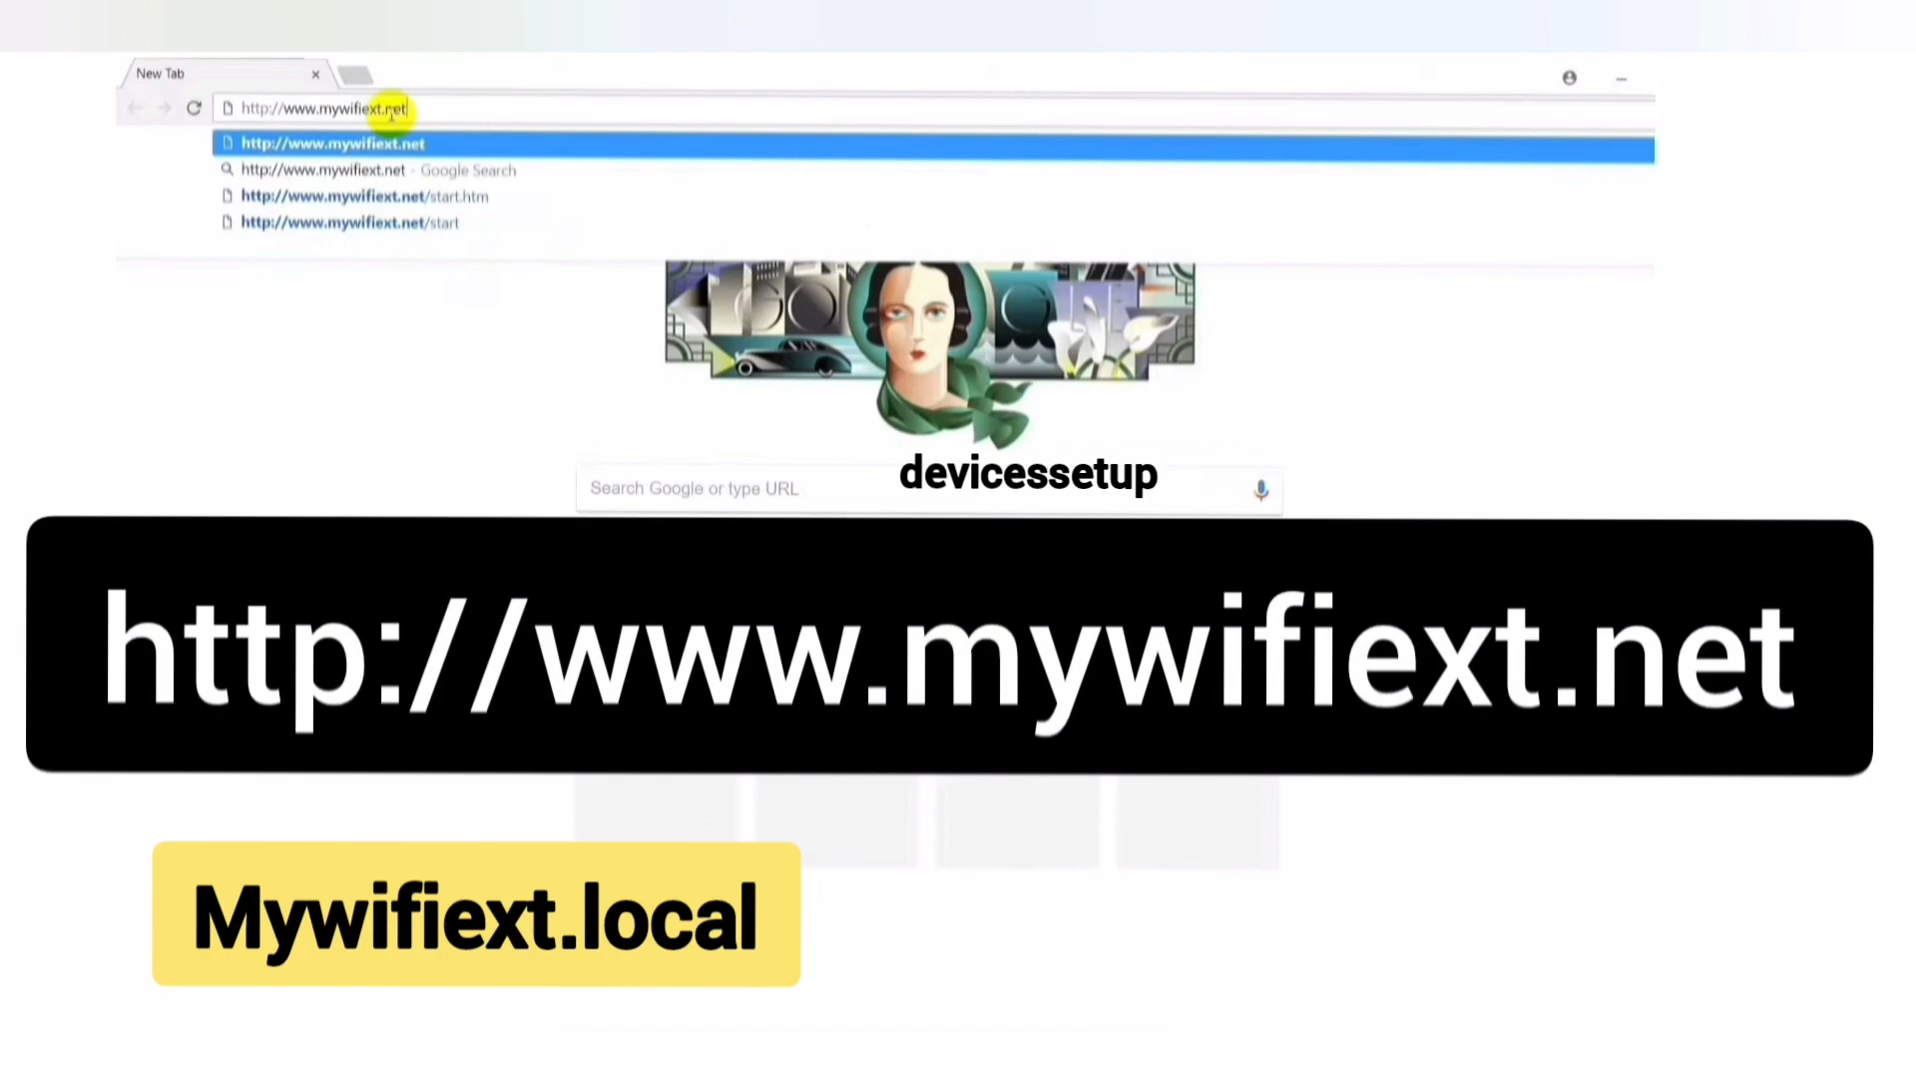 New Tab
http://www.mywifiext.net
http://www.mywifiext.net
http://www.mywifiext.net - Google Search
http://www.mywifiext.net/start.htm
http://www.mywifiext.net/start
devicessetup
Search Google or type URL
http://www.mywifiext.net
Mywifiext.local